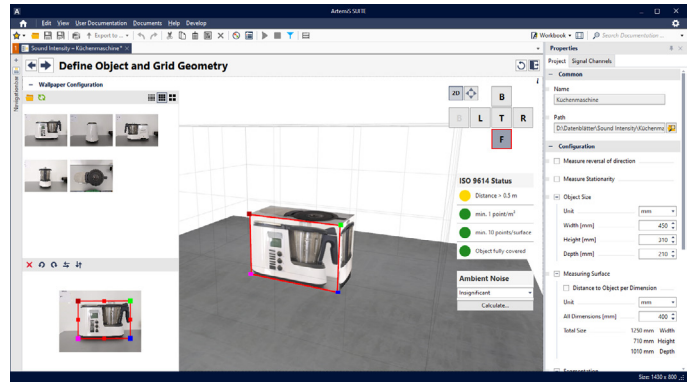 ArtemiS SUITE
Edit View User Documentation Documents Help Develop
Export to...
Workbook
Search Documentation...
1 Sound Intensity – Küchenmaschine*
Properties
Define Object and Grid Geometry
Project Signal Channels
Navigationsbar
Wallpaper Configuration
Common
Name
Küchenmaschine
Path
D:\Datenblätter\Sound Intensity\Küchenma
Configuration
Measure reversal of direction
Measure Stationarity
Object Size
Unit mm
Width [mm] 450
Height [mm] 310
Depth [mm] 210
Measuring Surface
Distance to Object per Dimension
Unit mm
All Dimensions [mm] 400
Total Size 1250 mm Width
710 mm Height
1010 mm Depth
2D
B
L T R
F
ISO 9614 Status
Distance > 0.5 m
min. 1 point/m²
min. 10 points/surface
Object fully covered
Ambient Noise
Insignificant
Calculate...
Size: 1430 x 800